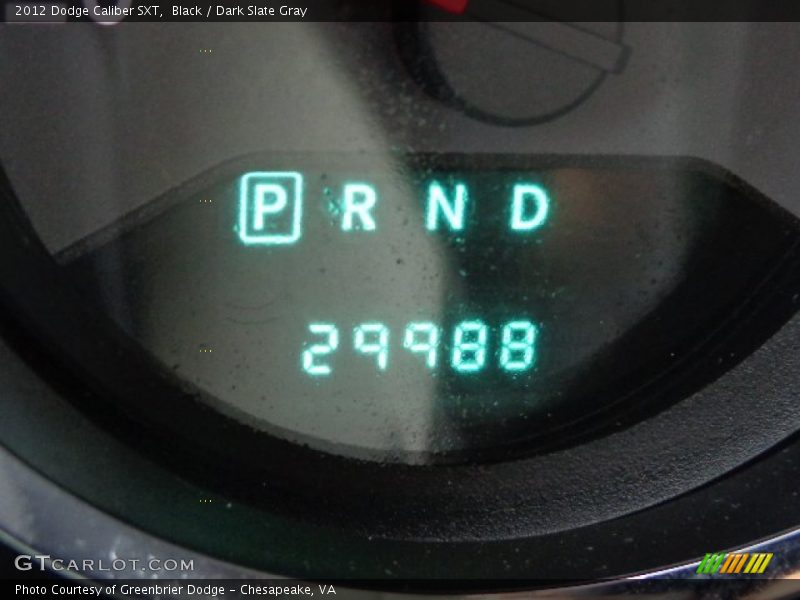 2012 Dodge Caliber SXT,  Black / Dark Slate Gray
P R N D
29988
GTCARLOT.COM
Photo Courtesy of Greenbrier Dodge - Chesapeake, VA